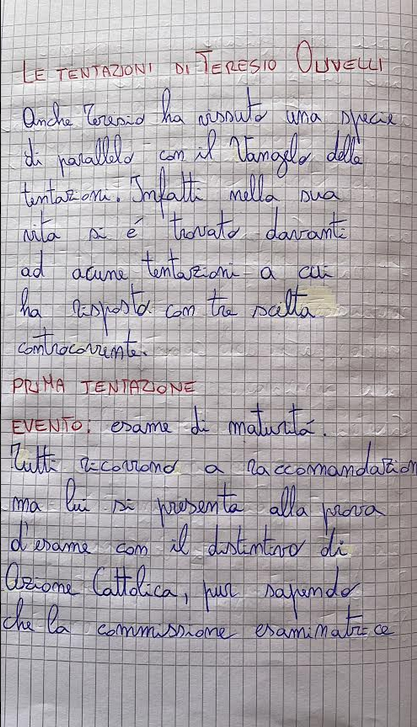 LE TENTAZIONI DI TERESIO OLIVELLI
Anche Teresio ha vissuto una specie
di parallelo con il Vangelo delle
tentazioni. Infatti nella sua
vita si é trovato davanti
ad acune tentazioni a cui
ha risposto con tre scelta
controcorrente.
PRIMA TENTAZIONE
EVENTO: esame di maturitá.
Tutti ricorrono a raccomandazion
ma lui si presenta alla prova
d'esame con il distintivo di
Azione Cattolica, pur sapendo
che la commissione esaminatrice